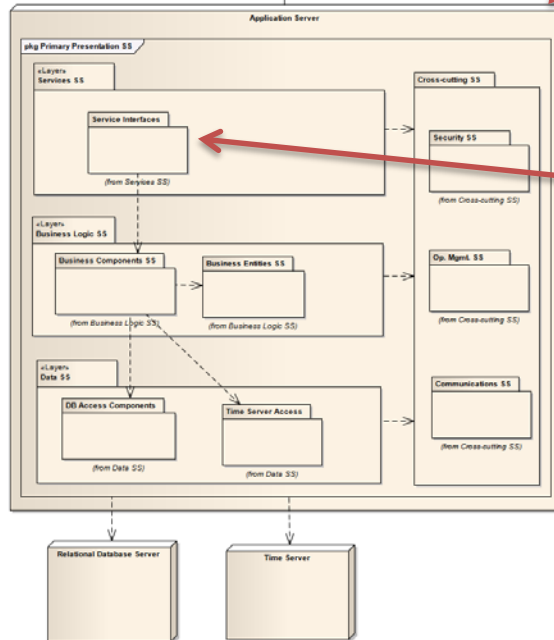 Application Server
pkg Primary Presentation SS
«Layer»
Services SS
Cross-cutting SS
Service Interfaces
Security SS
(from Services SS)
(from Cross-cutting SS)
«Layer»
Business Logic SS
Business Components SS
Business Entities SS
Op. Mgmt. SS
(from Business Logic SS)
(from Business Logic SS)
(from Cross-cutting SS)
«Layer»
Data SS
Communications SS
DB Access Components
Time Server Access
(from Cross-cutting SS)
(from Data SS)
(from Data SS)
Relational Database Server
Time Server